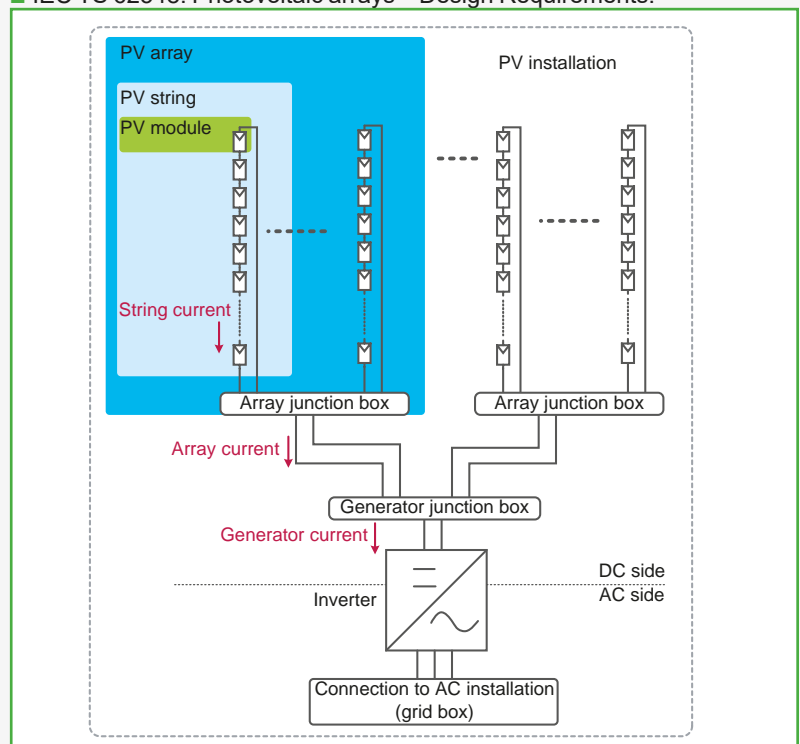 PV array
PV installation
PV string
PV module
String current
Array junction box
Array junction box
Array current
Generator junction box
Generator current
DC side
Inverter
AC side
Connection to AC installation
(grid box)